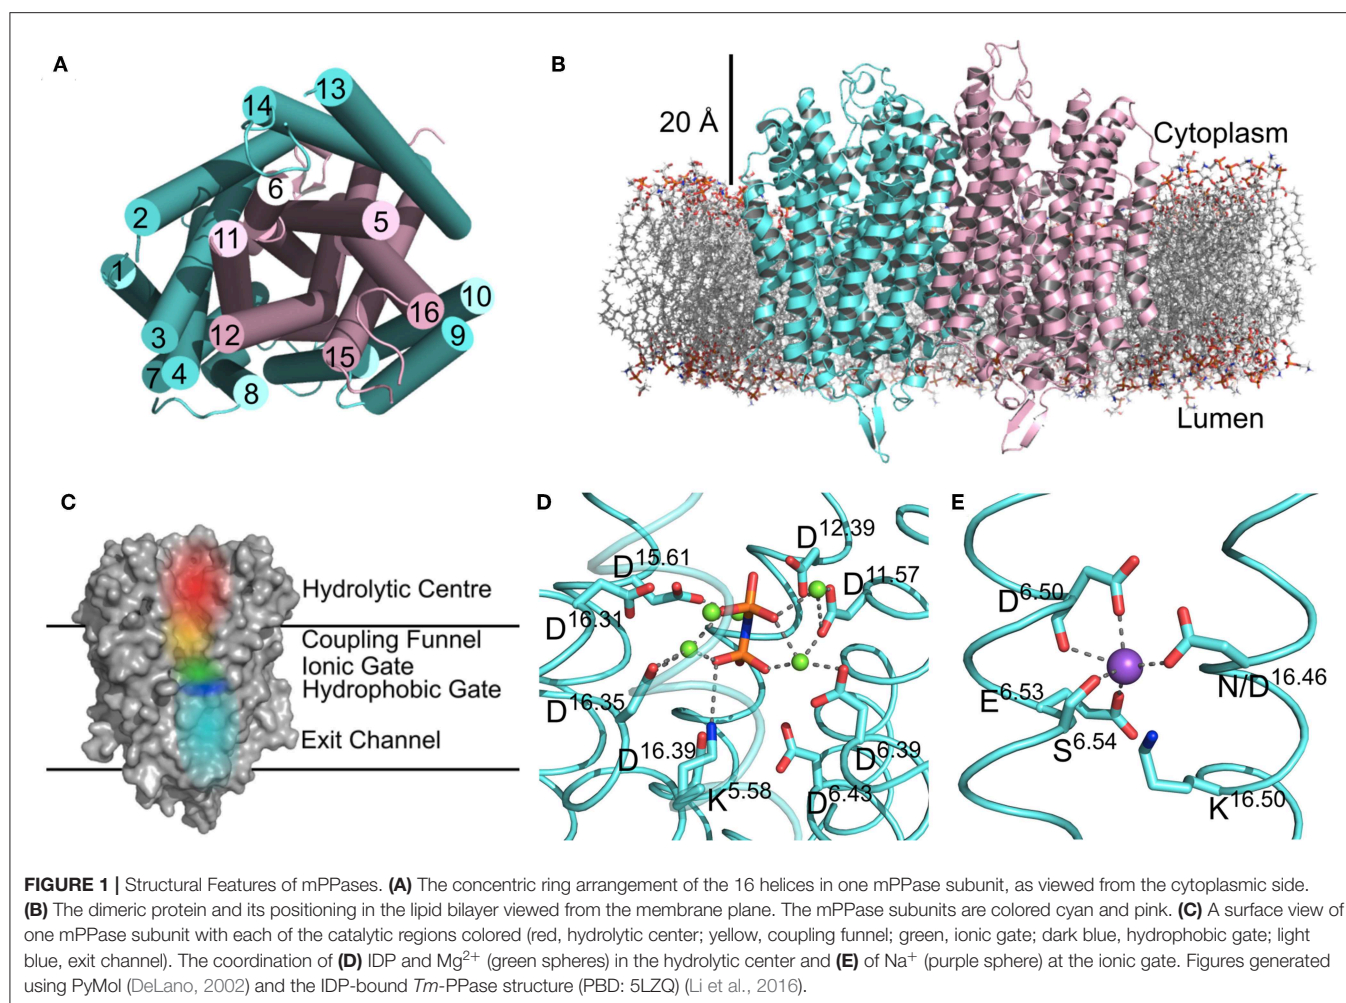 A
13
14
6
2
5
11
1
10
16
3
9
12
15
7
4
8
B
20 Å
Cytoplasm
Lumen
C
Hydrolytic Centre
Coupling Funnel
Ionic Gate
Hydrophobic Gate
Exit Channel
D
D12.39
D15.61
D11.57
D16.31
D16.35
D16.39
D6.39
K5.58
D6.43
E
D6.50
N/D16.46
E6.53
S6.54
K16.50
FIGURE 1 | Structural Features of mPPases. (A) The concentric ring arrangement of the 16 helices in one mPPase subunit, as viewed from the cytoplasmic side.
(B) The dimeric protein and its positioning in the lipid bilayer viewed from the membrane plane. The mPPase subunits are colored cyan and pink. (C) A surface view of
one mPPase subunit with each of the catalytic regions colored (red, hydrolytic center; yellow, coupling funnel; green, ionic gate; dark blue, hydrophobic gate; light
blue, exit channel). The coordination of (D) IDP and Mg2+ (green spheres) in the hydrolytic center and (E) of Na+ (purple sphere) at the ionic gate. Figures generated
using PyMol (DeLano, 2002) and the IDP-bound Tm-PPase structure (PBD: 5LZQ) (Li et al., 2016).